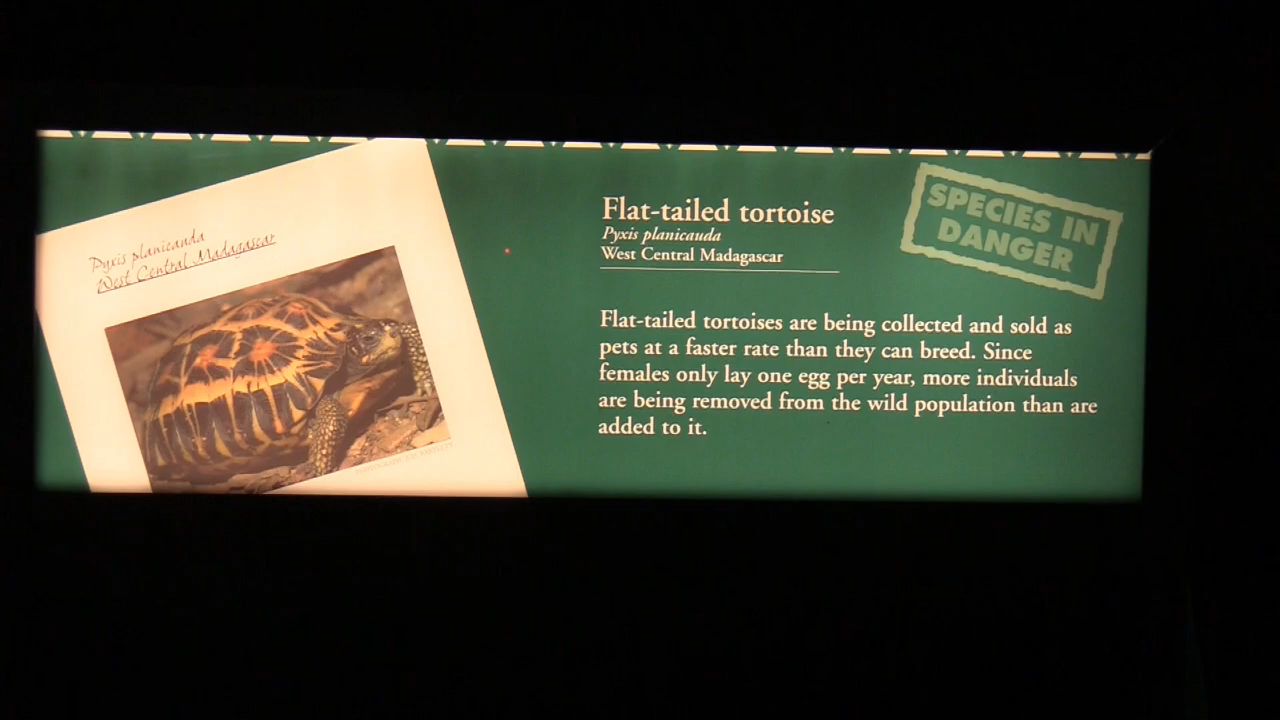 Pyxis planicauda
West Central Madagascar
Flat-tailed tortoise
Pyxis planicauda
West Central Madagascar
SPECIES IN
DANGER
Flat-tailed tortoises are being collected and sold as
pets at a faster rate than they can breed. Since
females only lay one egg per year, more individuals
are being removed from the wild population than are
added to it.